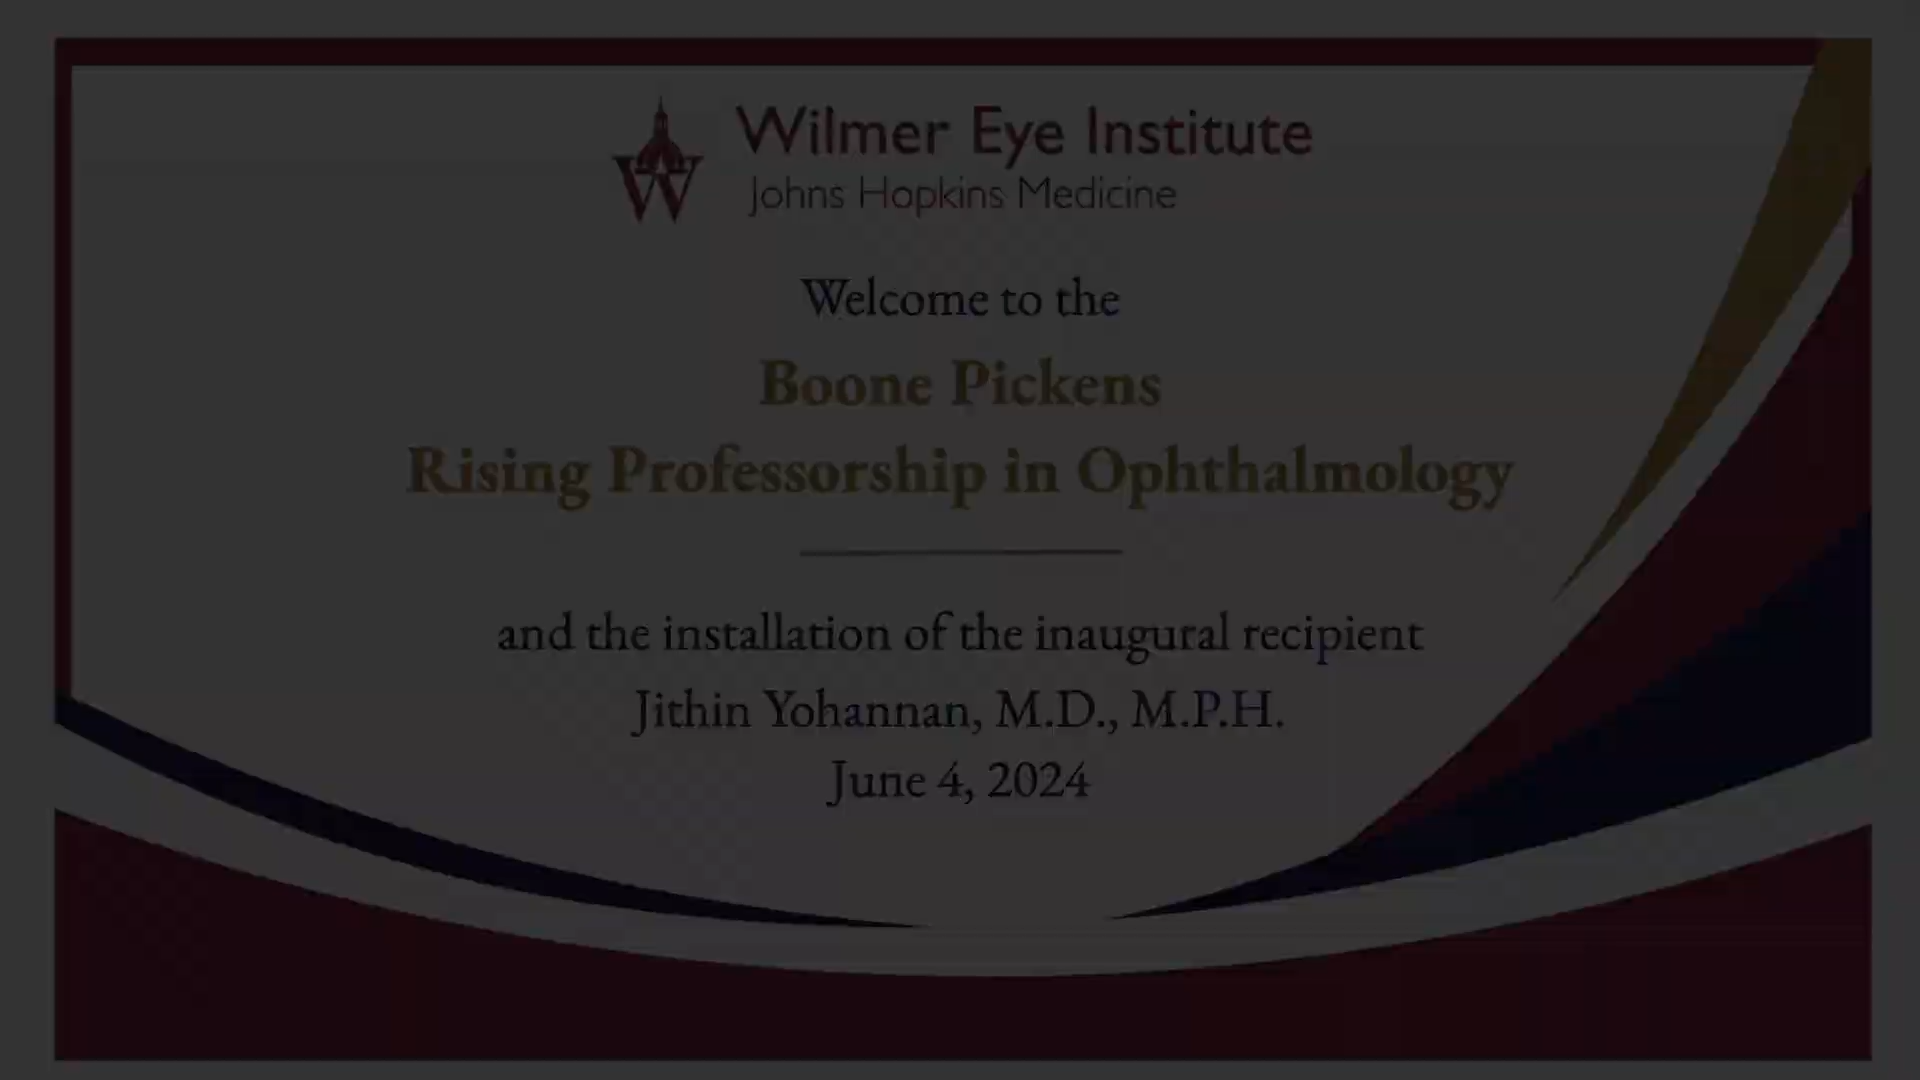 Wilmer Eye Institute
Johns Hopkins Medicine
Welcome to the
Boone Pickens
Rising Professorship in Ophthalmology
and the installation of the inaugural recipient
Jithin Yohannan, M.D., M.P.H.
June 4, 2024